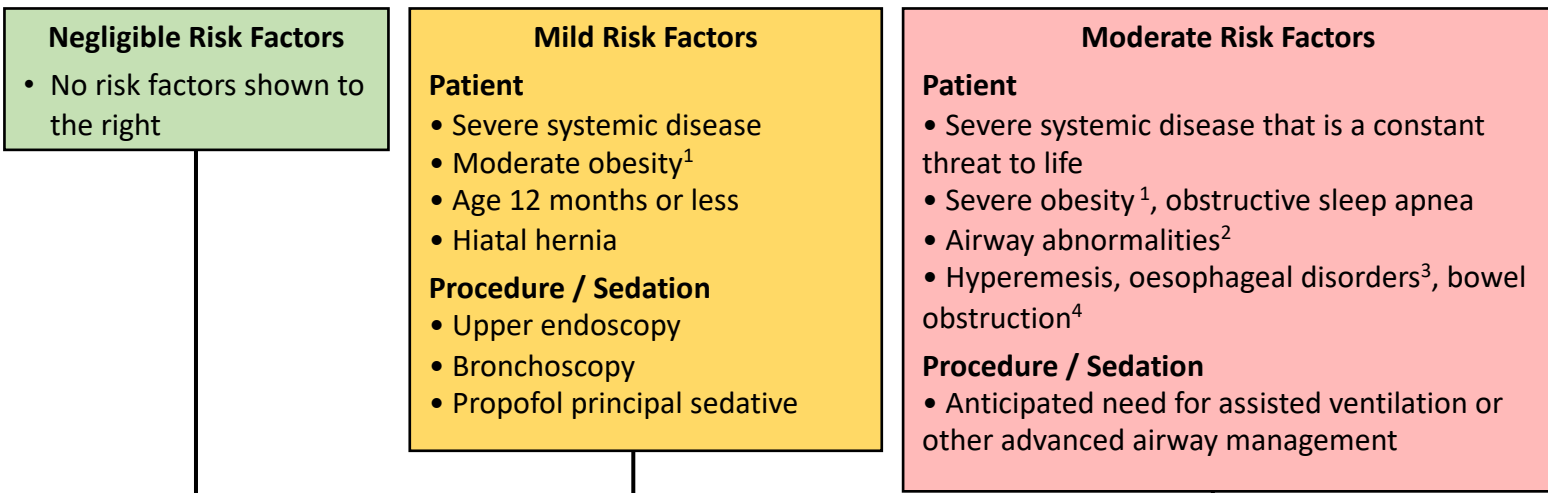 Negligible Risk Factors
• No risk factors shown to
the right
Mild Risk Factors
Patient
• Severe systemic disease
• Moderate obesity¹
• Age 12 months or less
• Hiatal hernia
Procedure / Sedation
• Upper endoscopy
• Bronchoscopy
• Propofol principal sedative
Moderate Risk Factors
Patient
• Severe systemic disease that is a constant
threat to life
• Severe obesity ¹, obstructive sleep apnea
• Airway abnormalities²
• Hyperemesis, oesophageal disorders³, bowel
obstruction⁴
Procedure / Sedation
• Anticipated need for assisted ventilation or
other advanced airway management